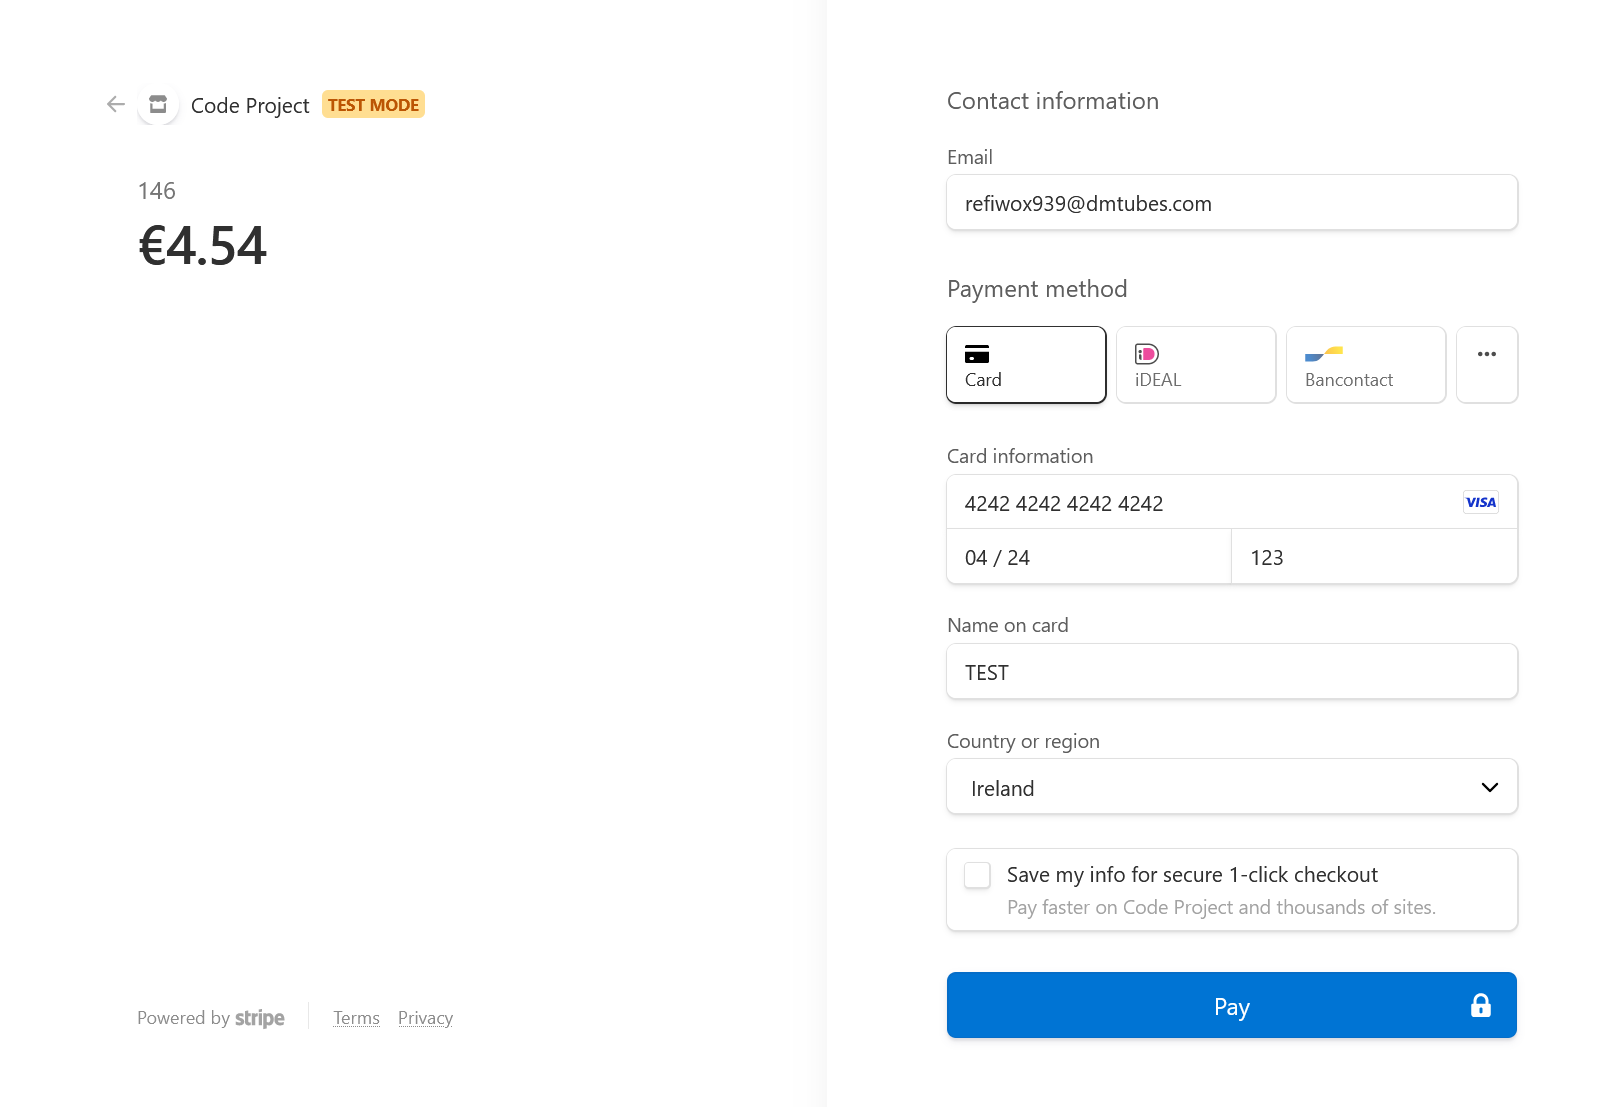 Code Project TEST MODE
146
€4.54
Powered by stripe Terms Privacy
Contact information
Email
refiwox939@dmtubes.com
Payment method
Card iDEAL Bancontact
Card information
4242 4242 4242 4242 VISA
04 / 24 123
Name on card
TEST
Country or region
Ireland
Save my info for secure 1-click checkout
Pay faster on Code Project and thousands of sites.
Pay